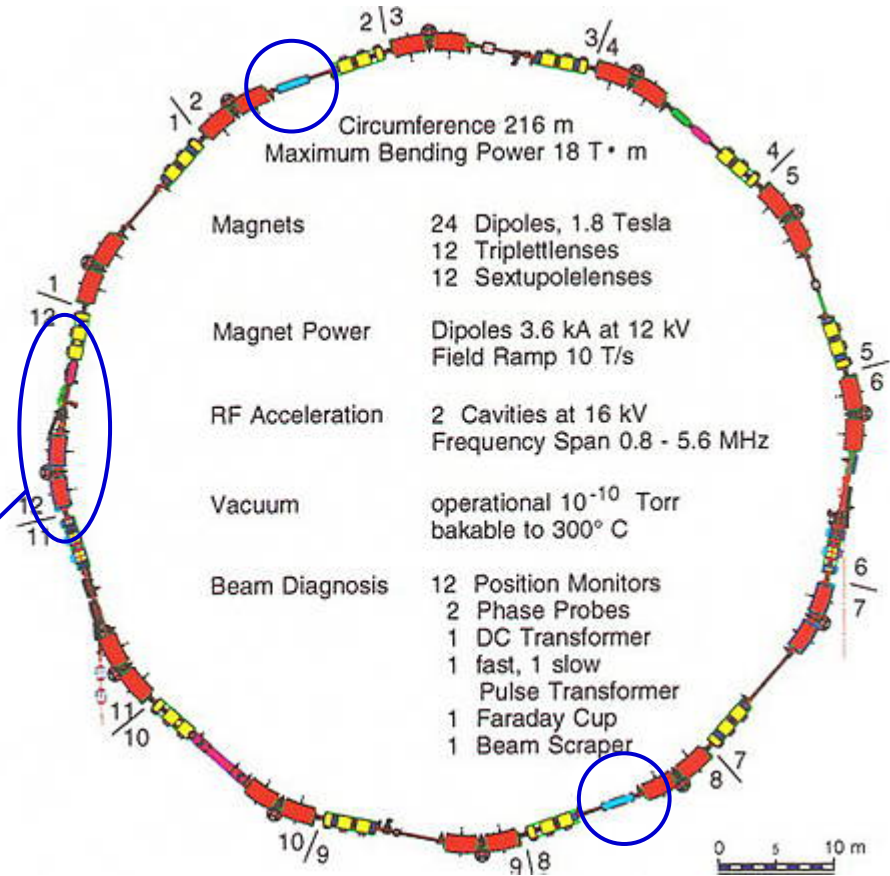 2 3
3 4
1 2
Circumference 216 m
Maximum Bending Power 18 T • m
4 5
Magnets 24 Dipoles, 1.8 Tesla
12 Triplettlenses
12 Sextupolelenses
1
12
Magnet Power Dipoles 3.6 kA at 12 kV
Field Ramp 10 T/s
5
6
RF Acceleration 2 Cavities at 16 kV
Frequency Span 0.8 - 5.6 MHz
12
11
Vacuum operational 10⁻¹⁰ Torr
bakable to 300° C
6
7
Beam Diagnosis 12 Position Monitors
2 Phase Probes
1 DC Transformer
1 fast, 1 slow
Pulse Transformer
1 Faraday Cup
1 Beam Scraper
11
10
8 7
10 9
9 8
0 5 10 m